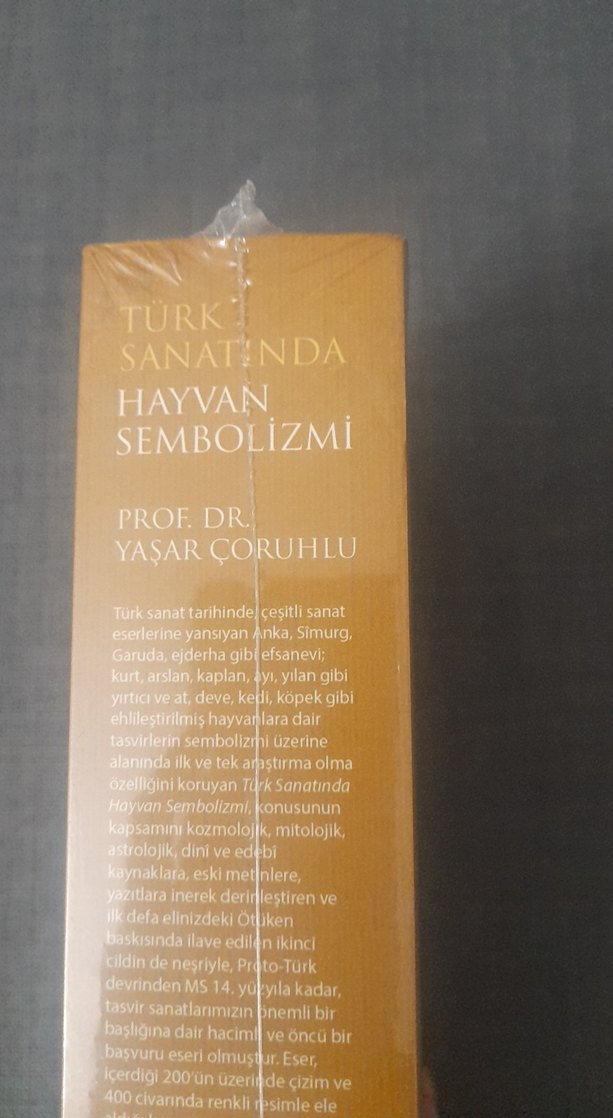 TÜRK
SANATINDA
HAYVAN
SEMBOLİZMİ
PROF. DR.
YAŞAR ÇORUHLU
Türk sanat tarihinde, çeşitli sanat
eserlerine yansıyan Anka, Sîmurg,
Garuda, ejderha gibi efsanevi;
kurt, arslan, kaplan, ayı, yılan gibi
yırtıcı ve at, deve, kedi, köpek gibi
ehlileştirilmiş hayvanlara dair
tasvirlerin sembolizmi üzerine
alanında ilk ve tek araştırma olma
özelliğini koruyan Türk Sanatında
Hayvan Sembolizmi, konusunun
kapsamını kozmolojik, mitolojik,
astrolojik, dinî ve edebî
kaynaklara, eski metinlere,
yazıtlara inerek derinleştiren ve
ilk defa elinizdeki Ötüken
baskısında ilave edilen ikinci
cildin de neşriyle, Proto-Türk
devrinden MS 14. yüzyıla kadar,
tasvir sanatlarımızın önemli bir
başlığına dair hacimli ve öncü bir
başvuru eseri olmuştur. Eser,
içerdiği 200'ün üzerinde çizim ve
400 civarında renkli resimle ele